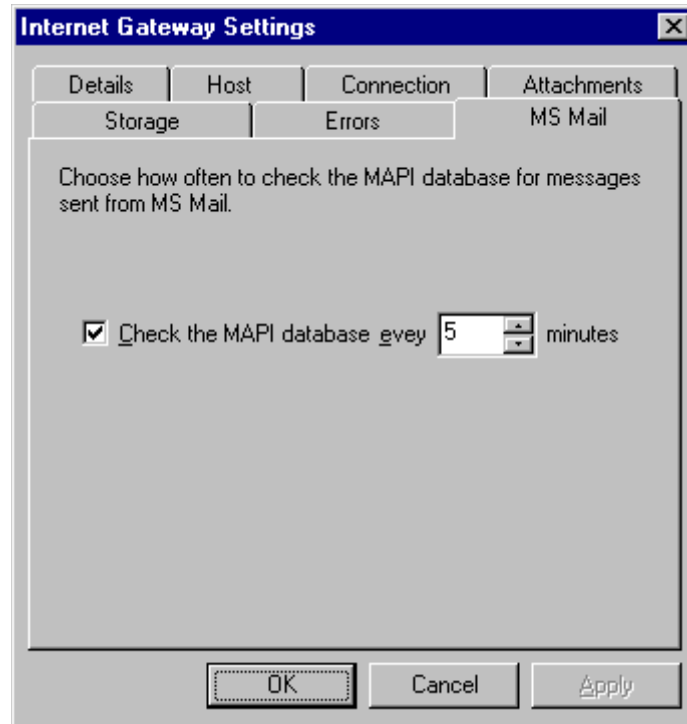 Internet Gateway Settings
Details Host Connection Attachments
Storage Errors MS Mail
Choose how often to check the MAPI database for messages
sent from MS Mail.
Check the MAPI database evey 5 minutes
OK Cancel Apply